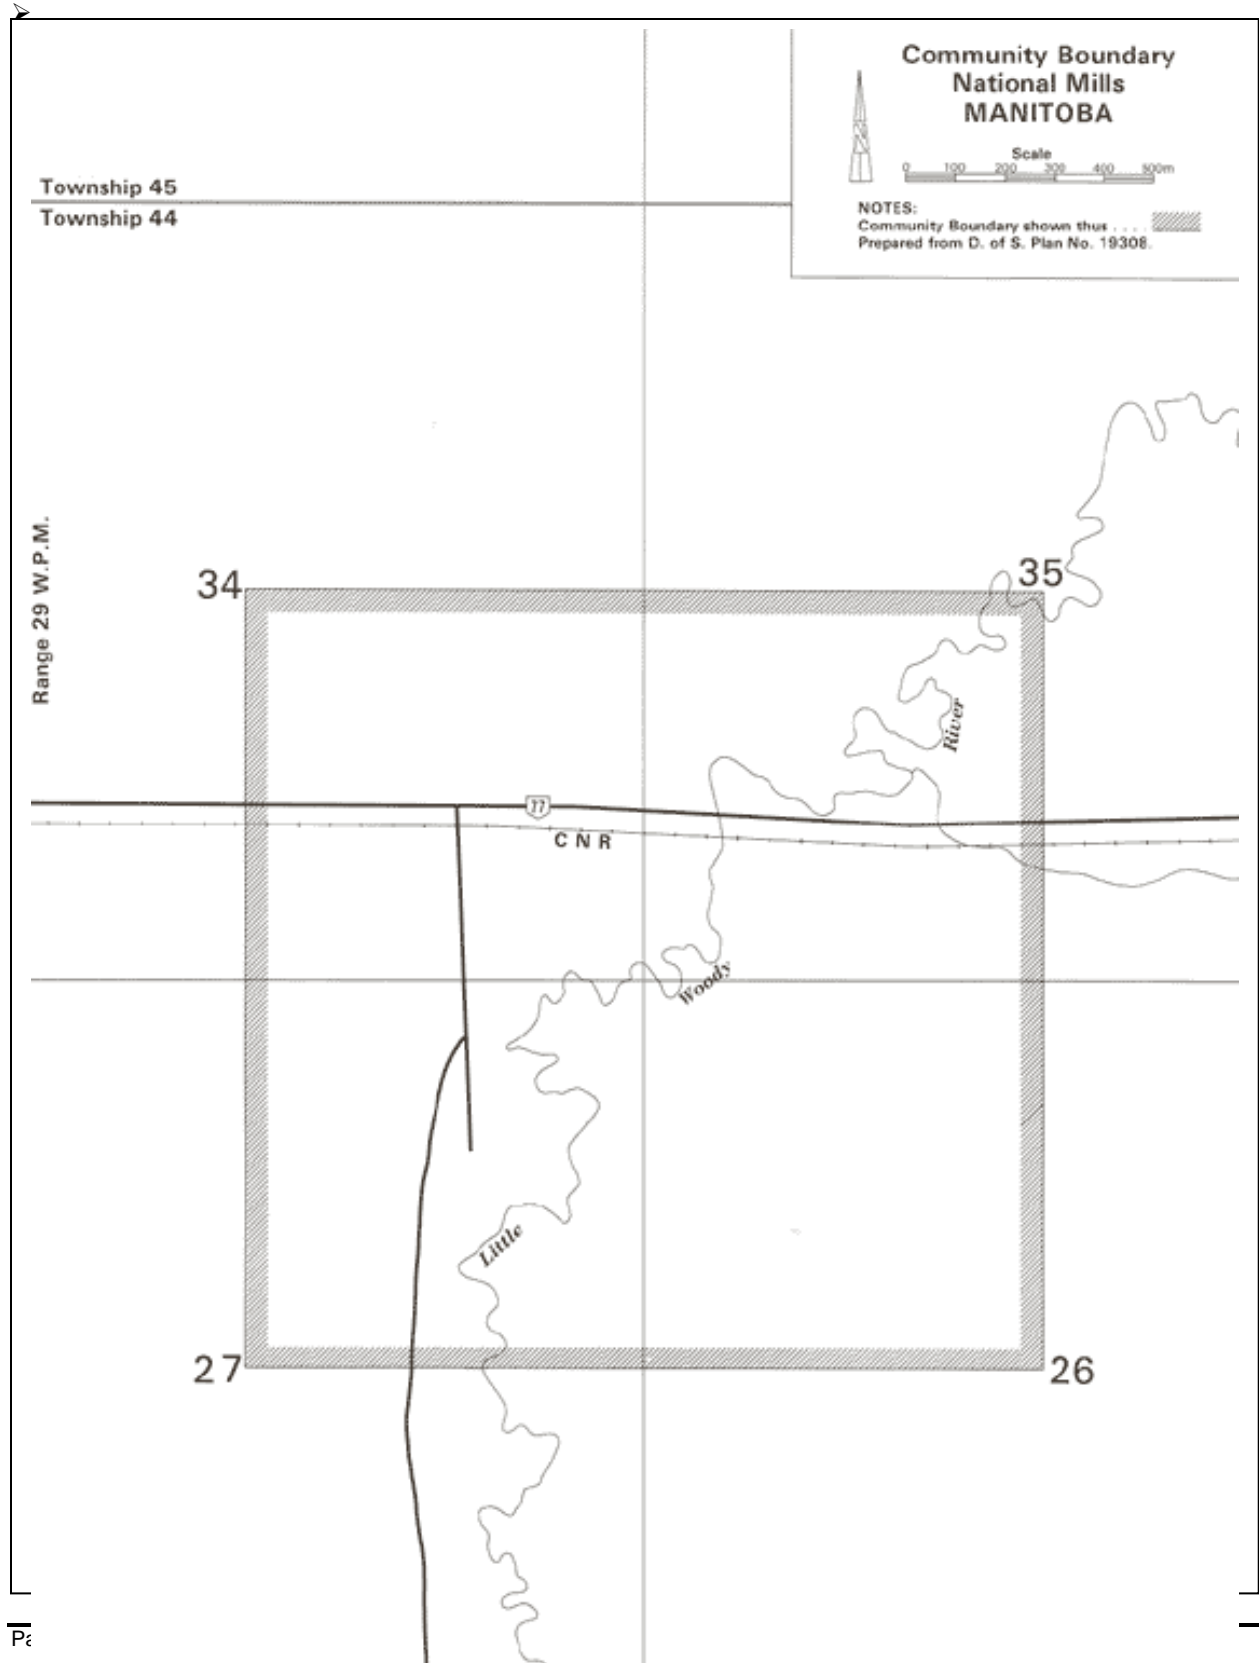 Community Boundary
National Mills
MANITOBA
Scale
0 100 200 300 400 500m
NOTES:
Community Boundary shown thus ....
Prepared from D. of S. Plan No. 19308.
Township 45
Township 44
Range 29 W.P.M.
34
35
River
77
C N R
Woody
Little
27
26